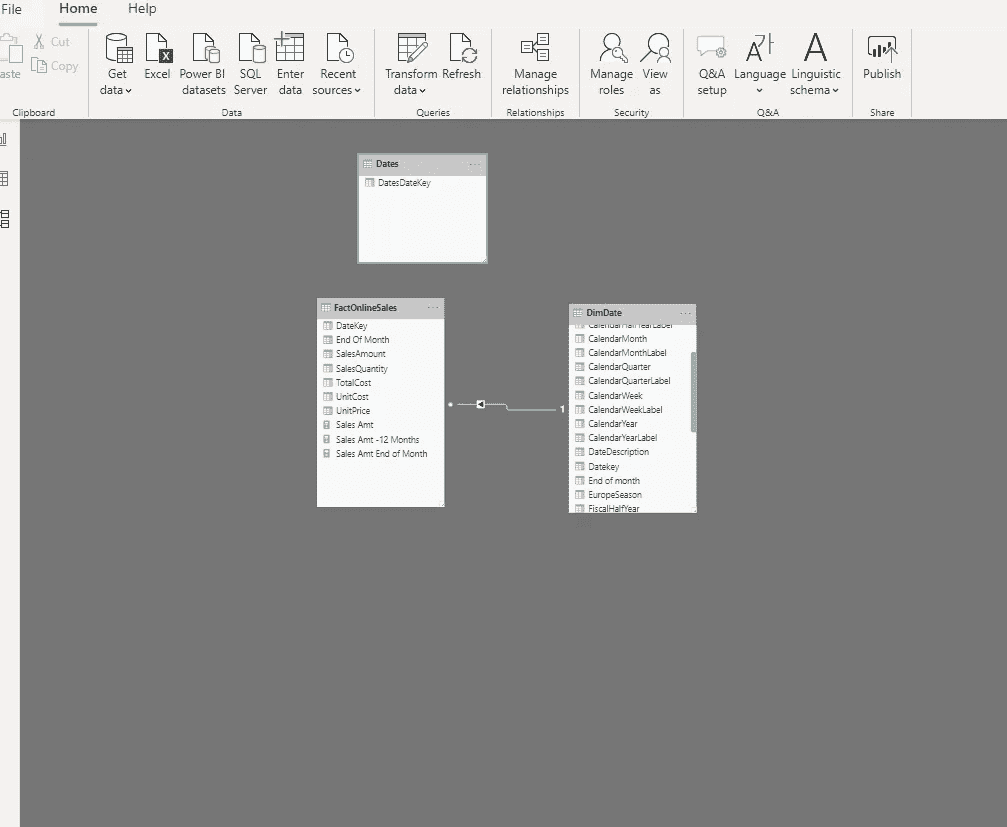 File Home Help
Cut
Copy
aste
Get data
Excel
Power BI datasets
SQL Server
Enter data
Recent sources
Transform data
Refresh
Manage relationships
Manage roles
View as
Q&A setup
Language
Linguistic schema
Publish
Clipboard
Data
Queries
Relationships
Security
Q&A
Share
Dates
DatesDateKey
FactOnlineSales
DateKey
End Of Month
SalesAmount
SalesQuantity
TotalCost
UnitCost
UnitPrice
Sales Amt
Sales Amt -12 Months
Sales Amt End of Month
1
DimDate
CalendarHalfYearLabel
CalendarMonth
CalendarMonthLabel
CalendarQuarter
CalendarQuarterLabel
CalendarWeek
CalendarWeekLabel
CalendarYear
CalendarYearLabel
DateDescription
Datekey
End of month
EuropeSeason
FiscalHalfYear